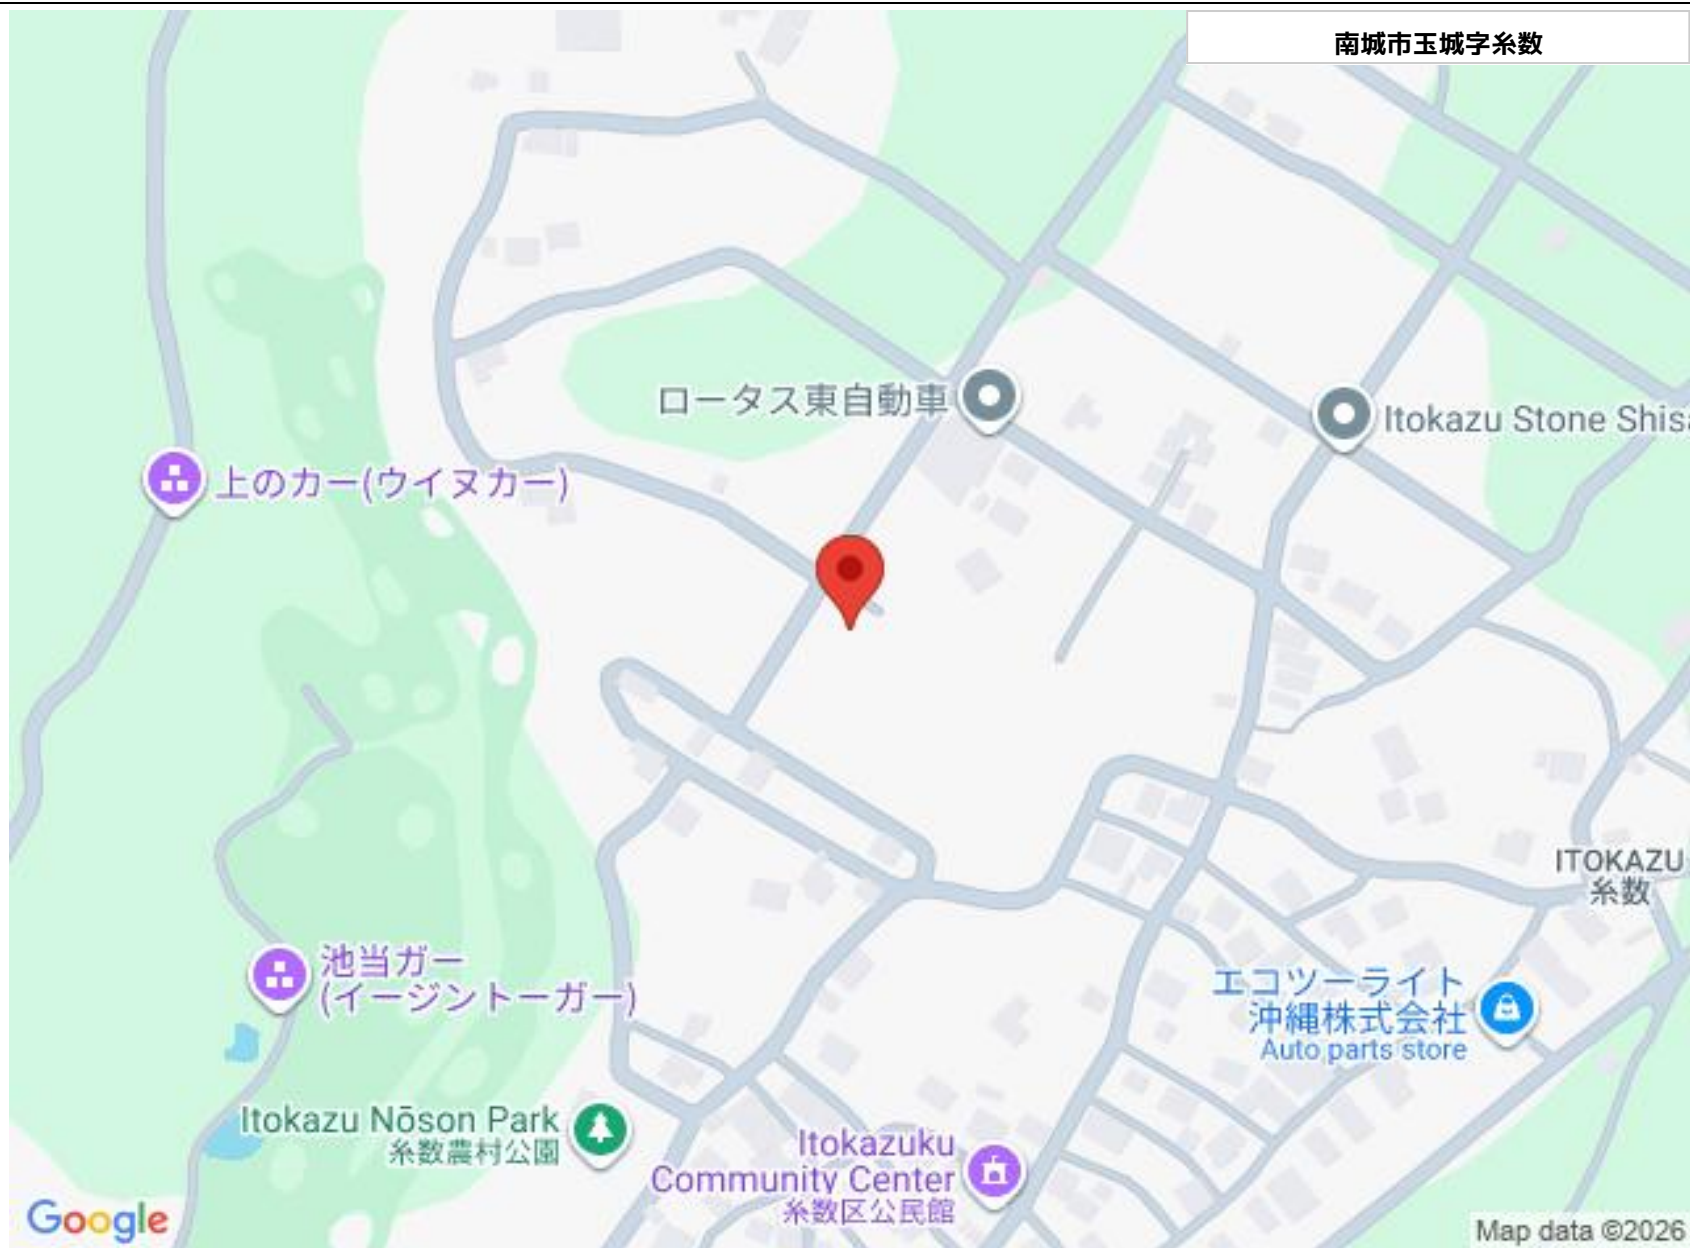 南城市玉城字糸数
ロータス東自動車
Itokazu Stone Shis
上のカー(ウイヌカー)
ITOKAZU
糸数
池当ガー
(イージントーガー)
エコツーライト
沖縄株式会社
Auto parts store
Itokazu Nōson Park
糸数農村公園
Itokazuku
Community Center
糸数区公民館
Google
Map data ©2026